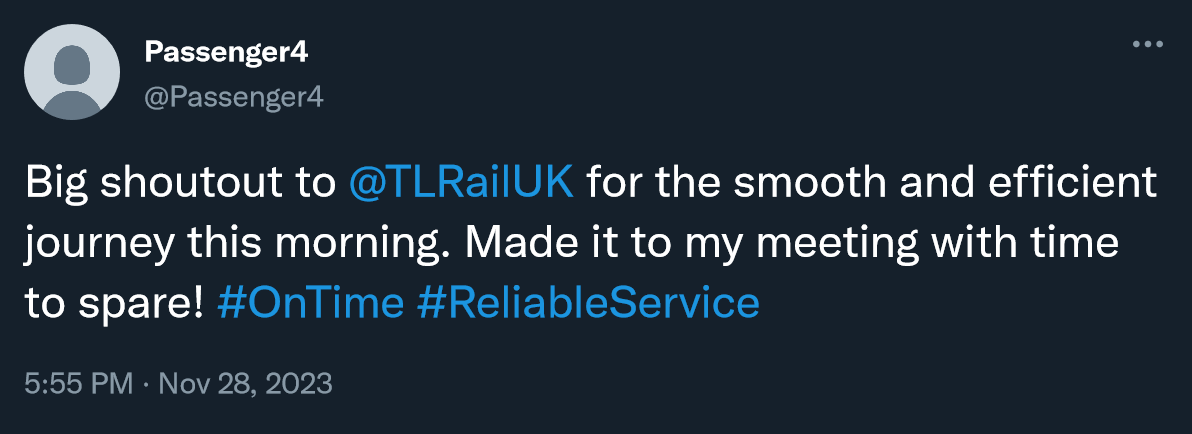 Passenger4
@Passenger4
Big shoutout to @TLRailUK for the smooth and efficient
journey this morning. Made it to my meeting with time
to spare! #OnTime #ReliableService
5:55 PM · Nov 28, 2023